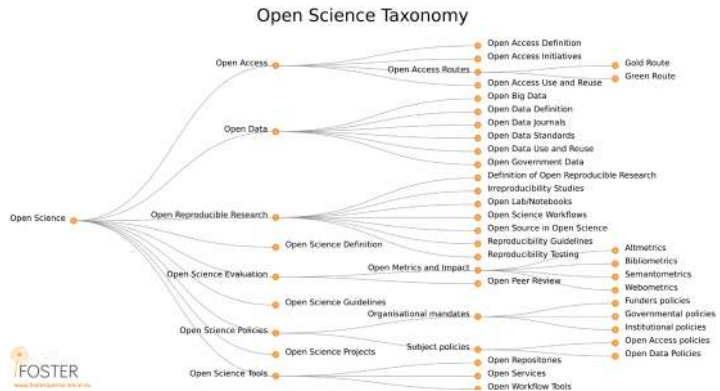 Open Science Taxonomy
Open Science
Open Access
Open Access Definition
Open Access Initiatives
Open Access Routes
Gold Route
Green Route
Open Access Use and Reuse
Open Data
Open Big Data
Open Data Definition
Open Data Journals
Open Data Standards
Open Data Use and Reuse
Open Government Data
Open Reproducible Research
Definition of Open Reproducible Research
Irreproducibility Studies
Open Lab/Notebooks
Open Science Workflows
Open Source in Open Science
Reproducibility Guidelines
Reproducibility Testing
Open Science Definition
Open Science Evaluation
Open Metrics and Impact
Altmetrics
Bibliometrics
Semantometrics
Webometrics
Open Peer Review
Open Science Guidelines
Open Science Policies
Organisational mandates
Funders policies
Governmental policies
Institutional policies
Subject policies
Open Access policies
Open Data Policies
Open Science Projects
Open Science Tools
Open Repositories
Open Services
Open Workflow Tools
FOSTER
www.fosteropenscience.eu